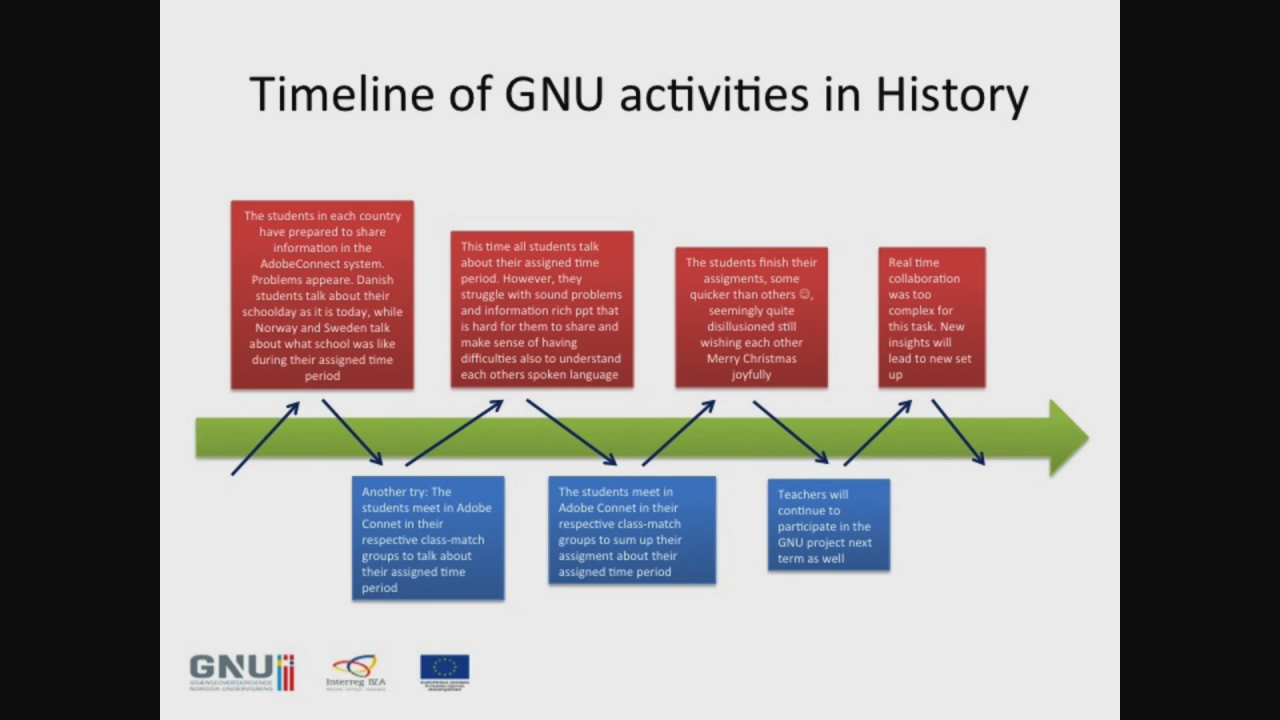 Timeline of GNU activities in History
The students in each country
have prepared to share
information in the
AdobeConnect system.
Problems appeare. Danish
students talk about their
schoolday as it is today, while
Norway and Sweden talk
about what school was like
during their assigned time
period
Another try: The
students meet in Adobe
Connet in their
respective class-match
groups to talk about
their assigned time
period
This time all students talk
about their assigned time
period. However, they
struggle with sound problems
and information rich ppt that
is hard for them to share and
make sense of having
difficulties also to understand
each others spoken language
The students meet in
Adobe Connet in their
respective class-match
groups to sum up their
assigment about their
assigned time period
The students finish their
assigments, some
quicker than others ☺,
seemingly quite
disillusioned still
wishing each other
Merry Christmas
joyfully
Teachers will
continue to
participate in the
GNU project next
term as well
Real time
collaboration
was too
complex for
this task. New
insights will
lead to new set
up
GNU
GRÆNSEOVERSKRIDENDE
NORDISK UNDERVISNING
Interreg IVA